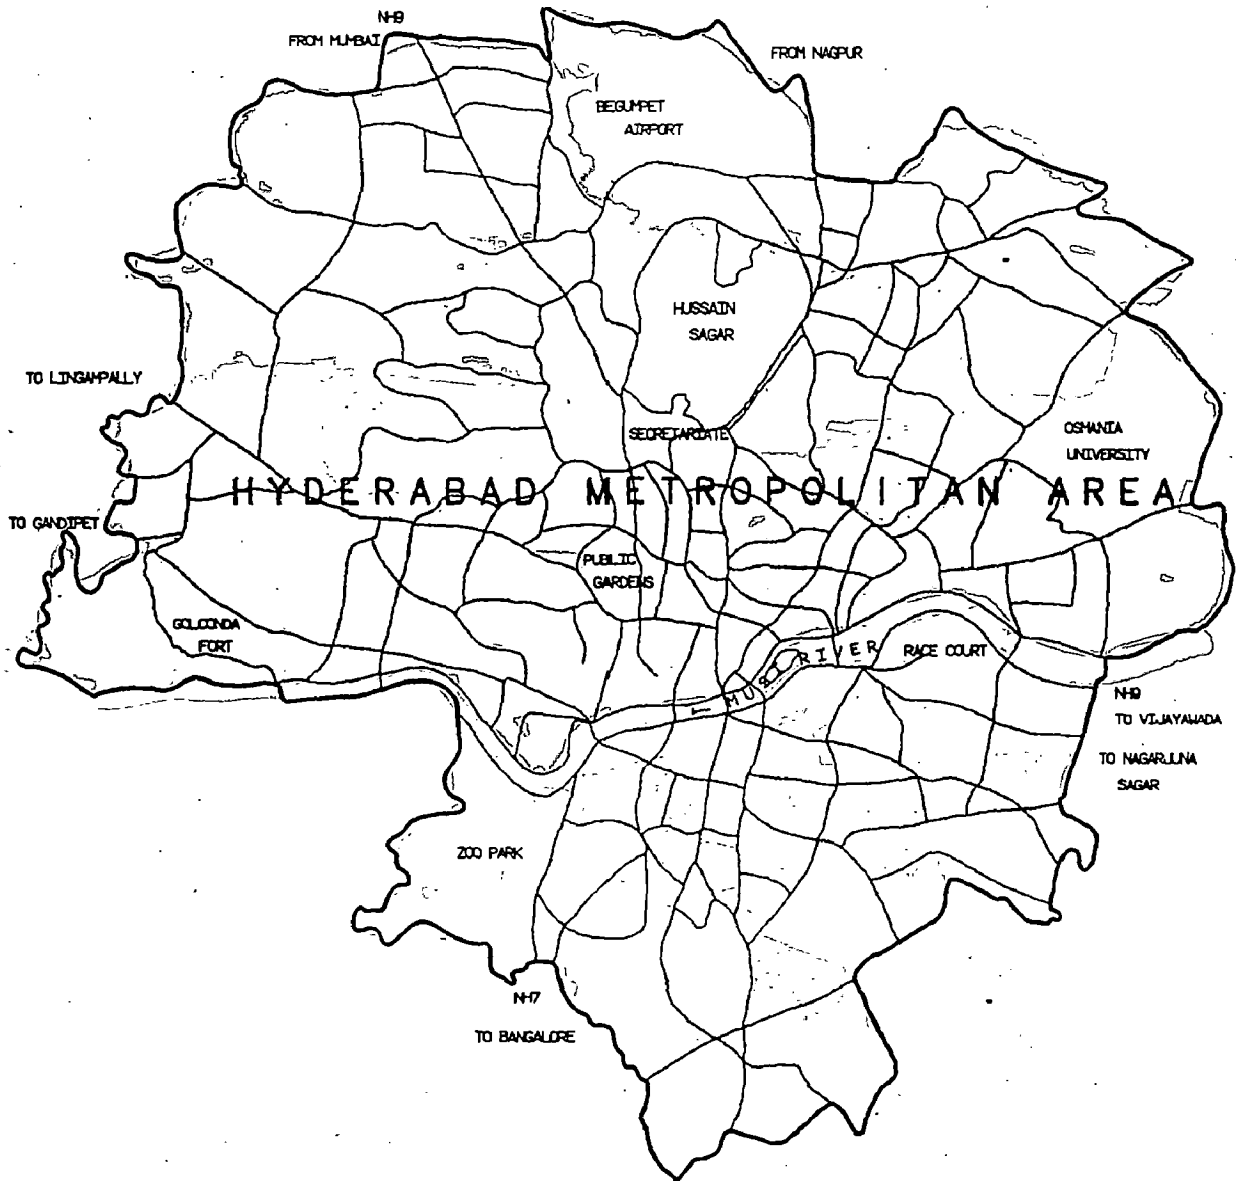 NH9
FROM MUMBAI
FROM NAGPUR
BEGUMPET
AIRPORT
HUSSAIN
SAGAR
TO LINGAMPALLY
SECRETARIATE
OSMANIA
UNIVERSITY
HYDERABAD METROPOLITAN AREA
TO GANDIPET
PUBLIC
GARDENS
GOLCONDA
FORT
MUSI RIVER
RACE COURT
NH9
TO VIJAYAWADA
TO NAGARJUNA
SAGAR
ZOO PARK
NH7
TO BANGALORE